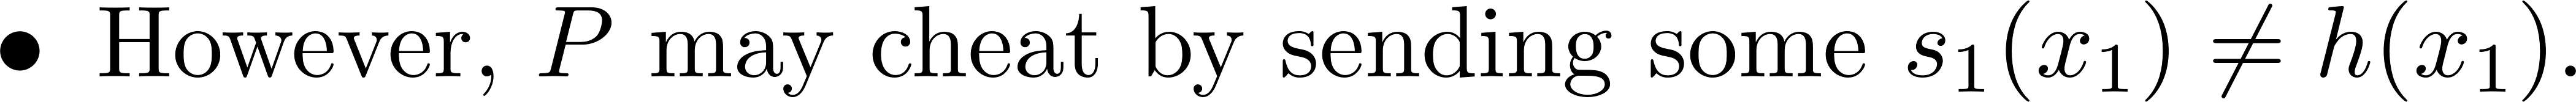 • However, P may cheat by sending some s₁(x₁) ≠ h(x₁).